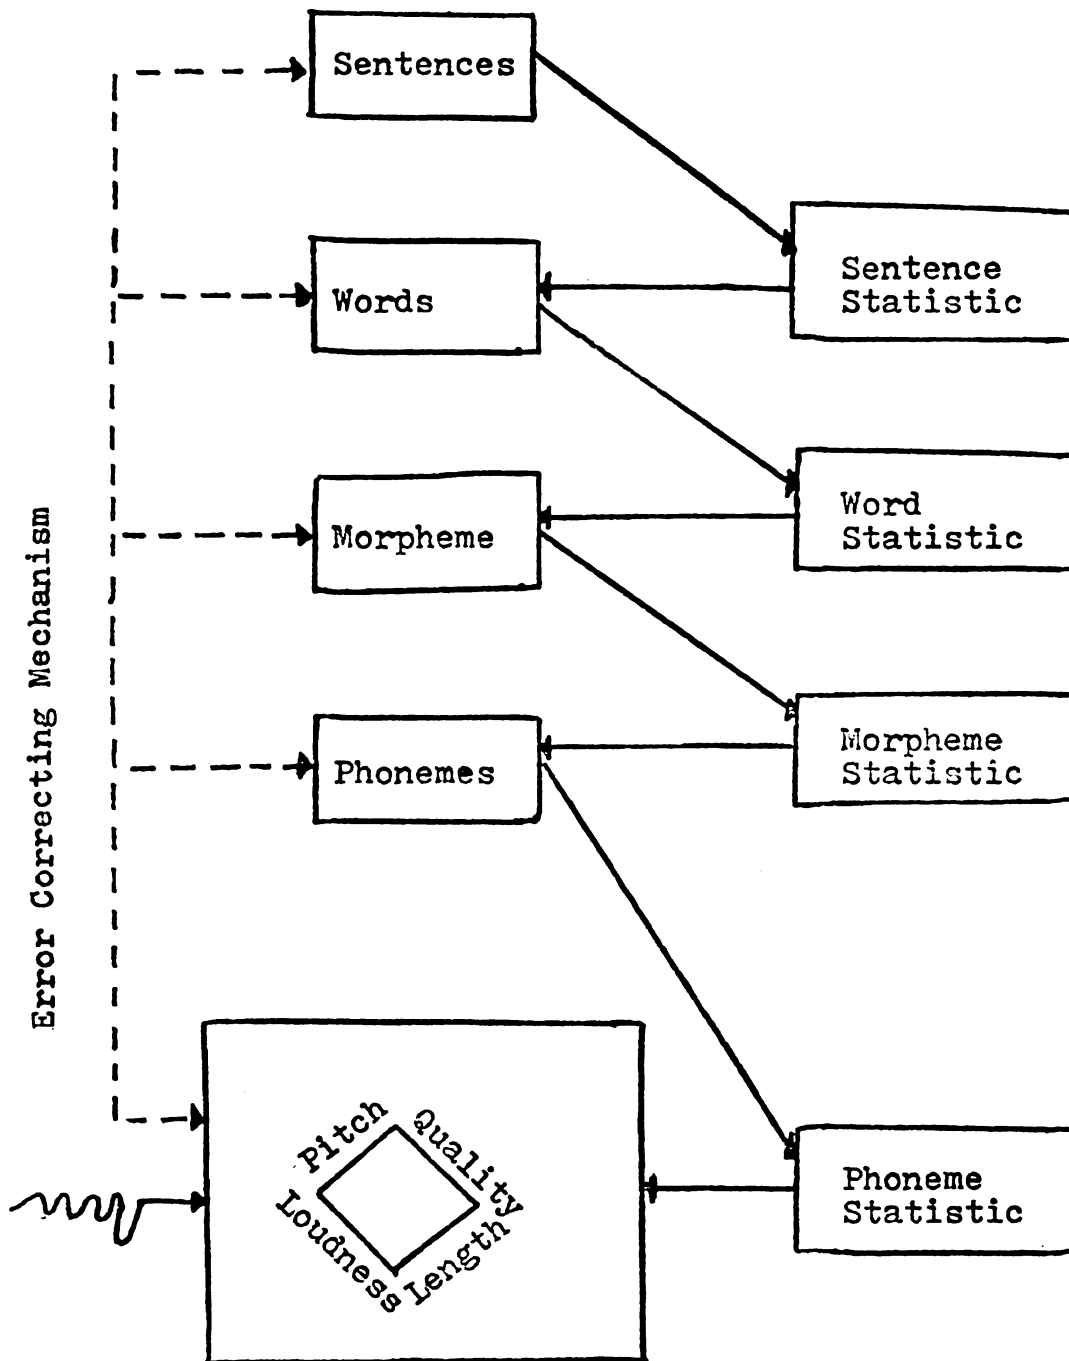 Sentences
Sentence
Statistic
Words
Word
Statistic
Morpheme
Morpheme
Statistic
Phonemes
Error Correcting Mechanism
Pitch
Quality
Loudness
Length
Phoneme
Statistic